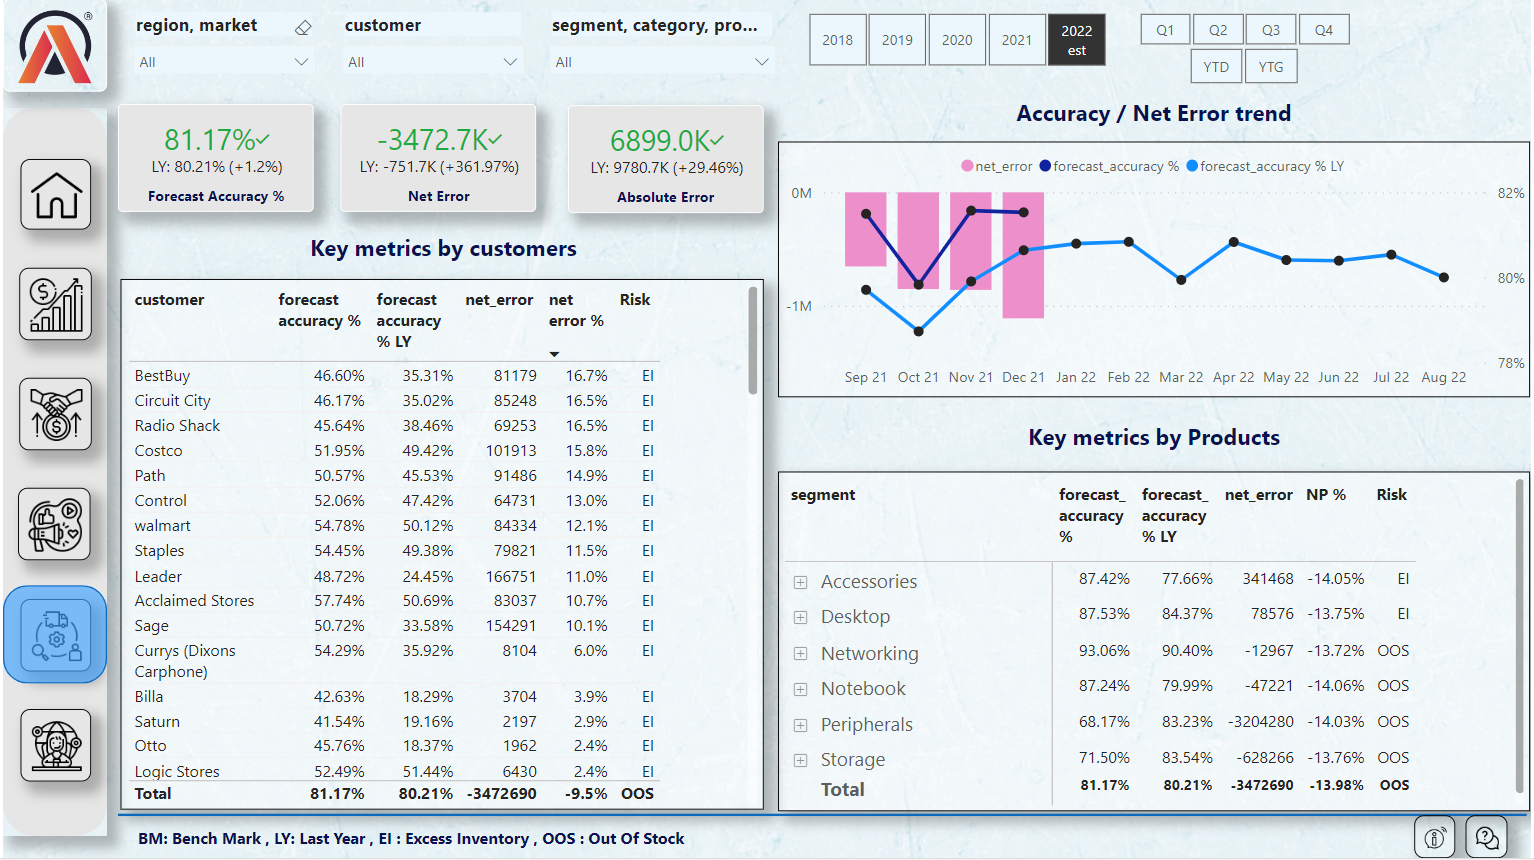 ®
region, market
customer
segment, category, pro...
All
All
All
2018
2019
2020
2021
2022
est
Q1
Q2
Q3
Q4
YTD
YTG
81.17%
LY: 80.21% (+1.2%)
Forecast Accuracy %
-3472.7K
LY: -751.7K (+361.97%)
Net Error
6899.0K
LY: 9780.7K (+29.46%)
Absolute Error
Accuracy / Net Error trend
net_error forecast_accuracy % forecast_accuracy % LY
0M
-1M
82%
80%
78%
Sep 21 Oct 21 Nov 21 Dec 21 Jan 22 Feb 22 Mar 22 Apr 22 May 22 Jun 22 Jul 22 Aug 22
Key metrics by customers
customer forecast accuracy % forecast accuracy % LY net_error net error % Risk
BestBuy 46.60% 35.31% 81179 16.7% EI
Circuit City 46.17% 35.02% 85248 16.5% EI
Radio Shack 45.64% 38.46% 69253 16.5% EI
Costco 51.95% 49.42% 101913 15.8% EI
Path 50.57% 45.53% 91486 14.9% EI
Control 52.06% 47.42% 64731 13.0% EI
walmart 54.78% 50.12% 84334 12.1% EI
Staples 54.45% 49.38% 79821 11.5% EI
Leader 48.72% 24.45% 166751 11.0% EI
Acclaimed Stores 57.74% 50.69% 83037 10.7% EI
Sage 50.72% 33.58% 154291 10.1% EI
Currys (Dixons Carphone) 54.29% 35.92% 8104 6.0% EI
Billa 42.63% 18.29% 3704 3.9% EI
Saturn 41.54% 19.16% 2197 2.9% EI
Otto 45.76% 18.37% 1962 2.4% EI
Logic Stores 52.49% 51.44% 6430 2.4% EI
Total 81.17% 80.21% -3472690 -9.5% OOS
Key metrics by Products
segment forecast_accuracy % forecast_accuracy % LY net_error NP % Risk
Accessories 87.42% 77.66% 341468 -14.05% EI
Desktop 87.53% 84.37% 78576 -13.75% EI
Networking 93.06% 90.40% -12967 -13.72% OOS
Notebook 87.24% 79.99% -47221 -14.06% OOS
Peripherals 68.17% 83.23% -3204280 -14.03% OOS
Storage 71.50% 83.54% -628266 -13.76% OOS
Total 81.17% 80.21% -3472690 -13.98% OOS
BM: Bench Mark , LY: Last Year , EI : Excess Inventory , OOS : Out Of Stock